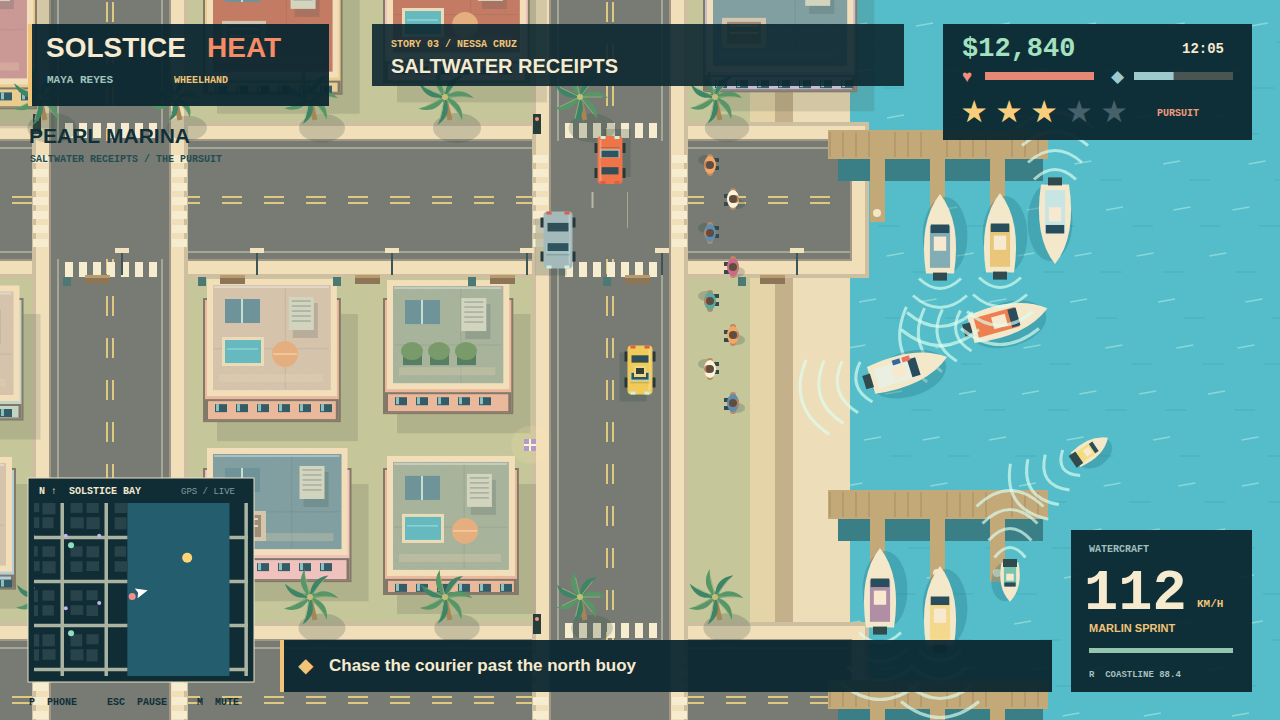 SOLSTICE HEAT
MAYA REYES WHEELHAND
STORY 03 / NESSA CRUZ
SALTWATER RECEIPTS
$12,840 12:05
PURSUIT
PEARL MARINA
SALTWATER RECEIPTS / THE PURSUIT
N ↑ SOLSTICE BAY GPS / LIVE
P PHONE ESC PAUSE M MUTE
Chase the courier past the north buoy
WATERCRAFT
112 KM/H
MARLIN SPRINT
R COASTLINE 88.4